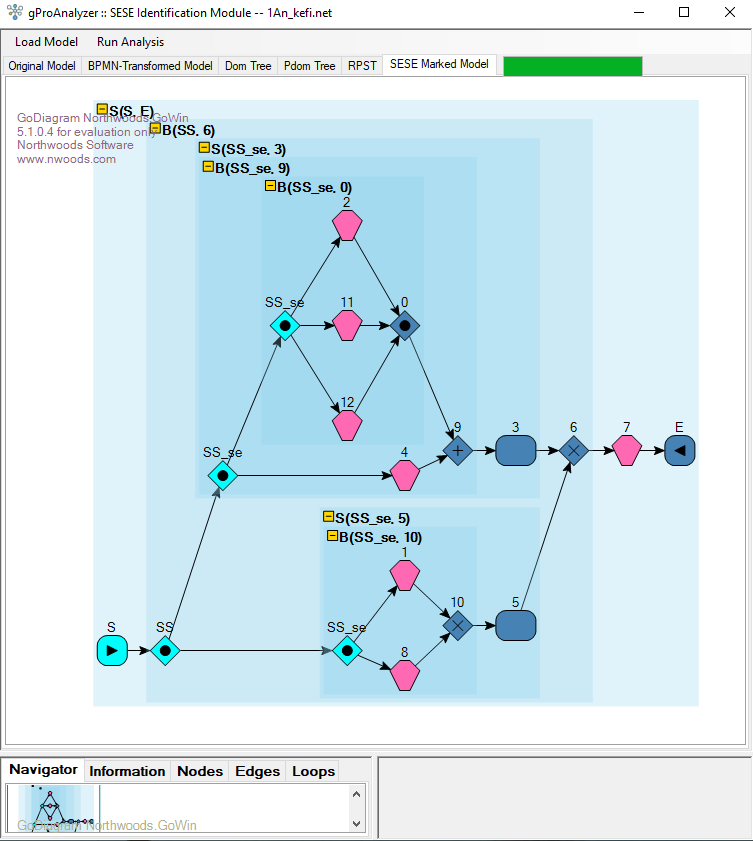 gProAnalyzer :: SESE Identification Module -- 1An_kefi.net
Load Model Run Analysis
Original Model BPMN-Transformed Model Dom Tree Pdom Tree RPST SESE Marked Model
S(S, E)
GoDiagram Northwoods.GoWin
5.1.0.4 for evaluation only
B(SS, 6)
Northwoods Software
www.nwoods.com
S(SS_se, 3)
B(SS_se, 9)
B(SS_se, 0)
2
SS_se 11 0
12
SS_se 4 9 3 6 7 E
S(SS_se, 5)
B(SS_se, 10)
1
10 5
S SS SS_se
8
Navigator Information Nodes Edges Loops
GoDiagram Northwoods.GoWin